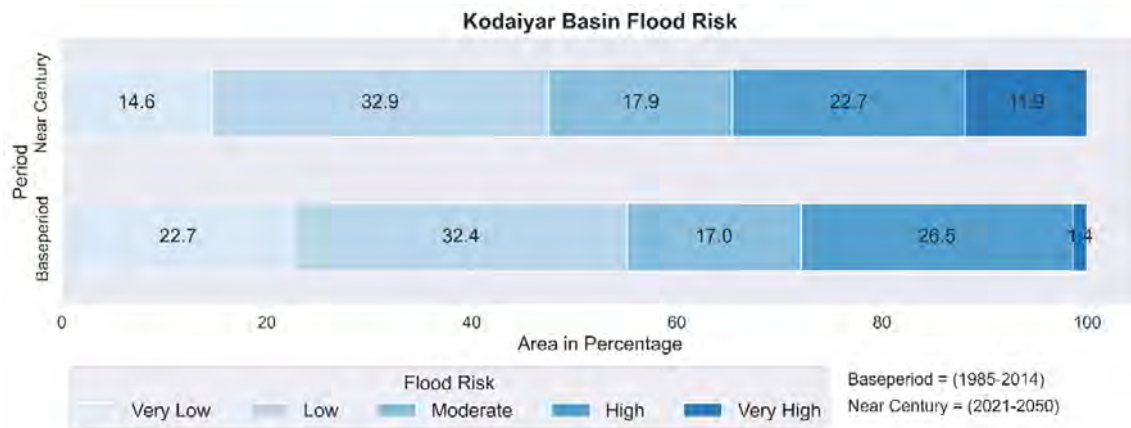 Kodaiyar Basin Flood Risk
Period
Near Century
14.6 32.9 17.9 22.7 11.9
Baseperiod
22.7 32.4 17.0 26.5 1.4
0 20 40 60 80 100
Area in Percentage
Flood Risk
Very Low Low Moderate High Very High
Baseperiod = (1985-2014)
Near Century = (2021-2050)